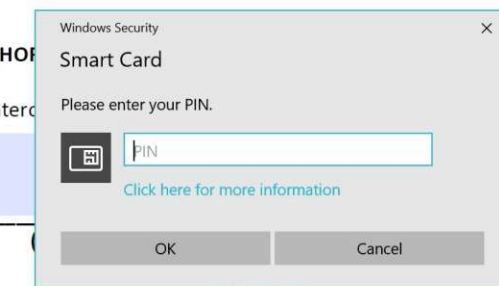 Windows Security
Smart Card
Please enter your PIN.
PIN
Click here for more information
OK
Cancel